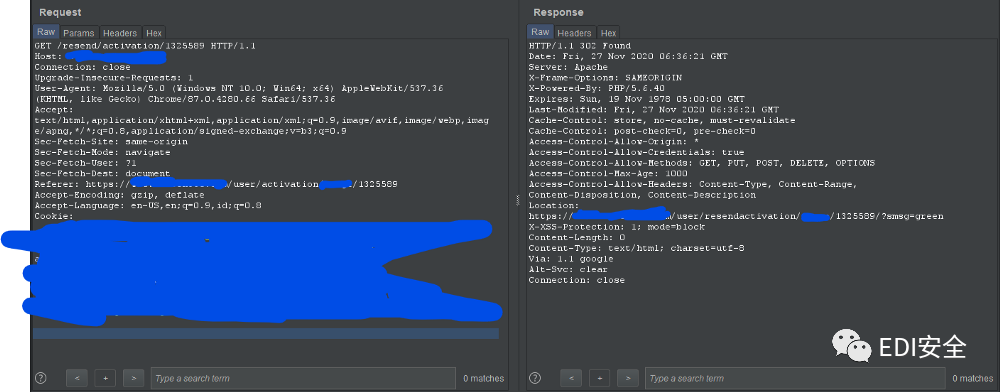 Request
Raw Params Headers Hex
GET /resend/activation/1325589 HTTP/1.1
Host:
Connection: close
Upgrade-Insecure-Requests: 1
User-Agent: Mozilla/5.0 (Windows NT 10.0; Win64; x64) AppleWebKit/537.36
(KHTML, like Gecko) Chrome/87.0.4280.66 Safari/537.36
Accept:
text/html,application/xhtml+xml,application/xml;q=0.9,image/avif,image/webp,image/apng,*/*;q=0.8,application/signed-exchange;v=b3;q=0.9
Sec-Fetch-Site: same-origin
Sec-Fetch-Mode: navigate
Sec-Fetch-User: ?1
Sec-Fetch-Dest: document
Referer: https:// /user/activation/ /1325589
Accept-Encoding: gzip, deflate
Accept-Language: en-US,en;q=0.9,id;q=0.8
Cookie:
? < + > Type a search term 0 matches
Response
Raw Headers Hex
HTTP/1.1 302 Found
Date: Fri, 27 Nov 2020 06:36:21 GMT
Server: Apache
X-Frame-Options: SAMEORIGIN
X-Powered-By: PHP/5.6.40
Expires: Sun, 19 Nov 1978 05:00:00 GMT
Last-Modified: Fri, 27 Nov 2020 06:36:21 GMT
Cache-Control: store, no-cache, must-revalidate
Cache-Control: post-check=0, pre-check=0
Access-Control-Allow-Origin: *
Access-Control-Allow-Credentials: true
Access-Control-Allow-Methods: GET, PUT, POST, DELETE, OPTIONS
Access-Control-Max-Age: 1000
Access-Control-Allow-Headers: Content-Type, Content-Range,
Content-Disposition, Content-Description
Location:
https:// /user/resendactivation/ /1325589/?smsg=green
X-XSS-Protection: 1; mode=block
Content-Length: 0
Content-Type: text/html; charset=utf-8
Via: 1.1 google
Alt-Svc: clear
Connection: close
EDI安全
? < + > Type a search term 0 matches